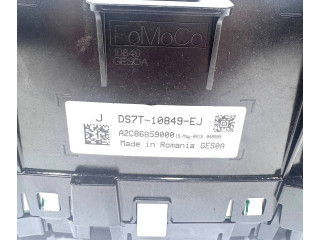 FoMoCo
10849
GE50A
J DS7T-10849-EJ
A2C86859000
Made in Romania GE50A